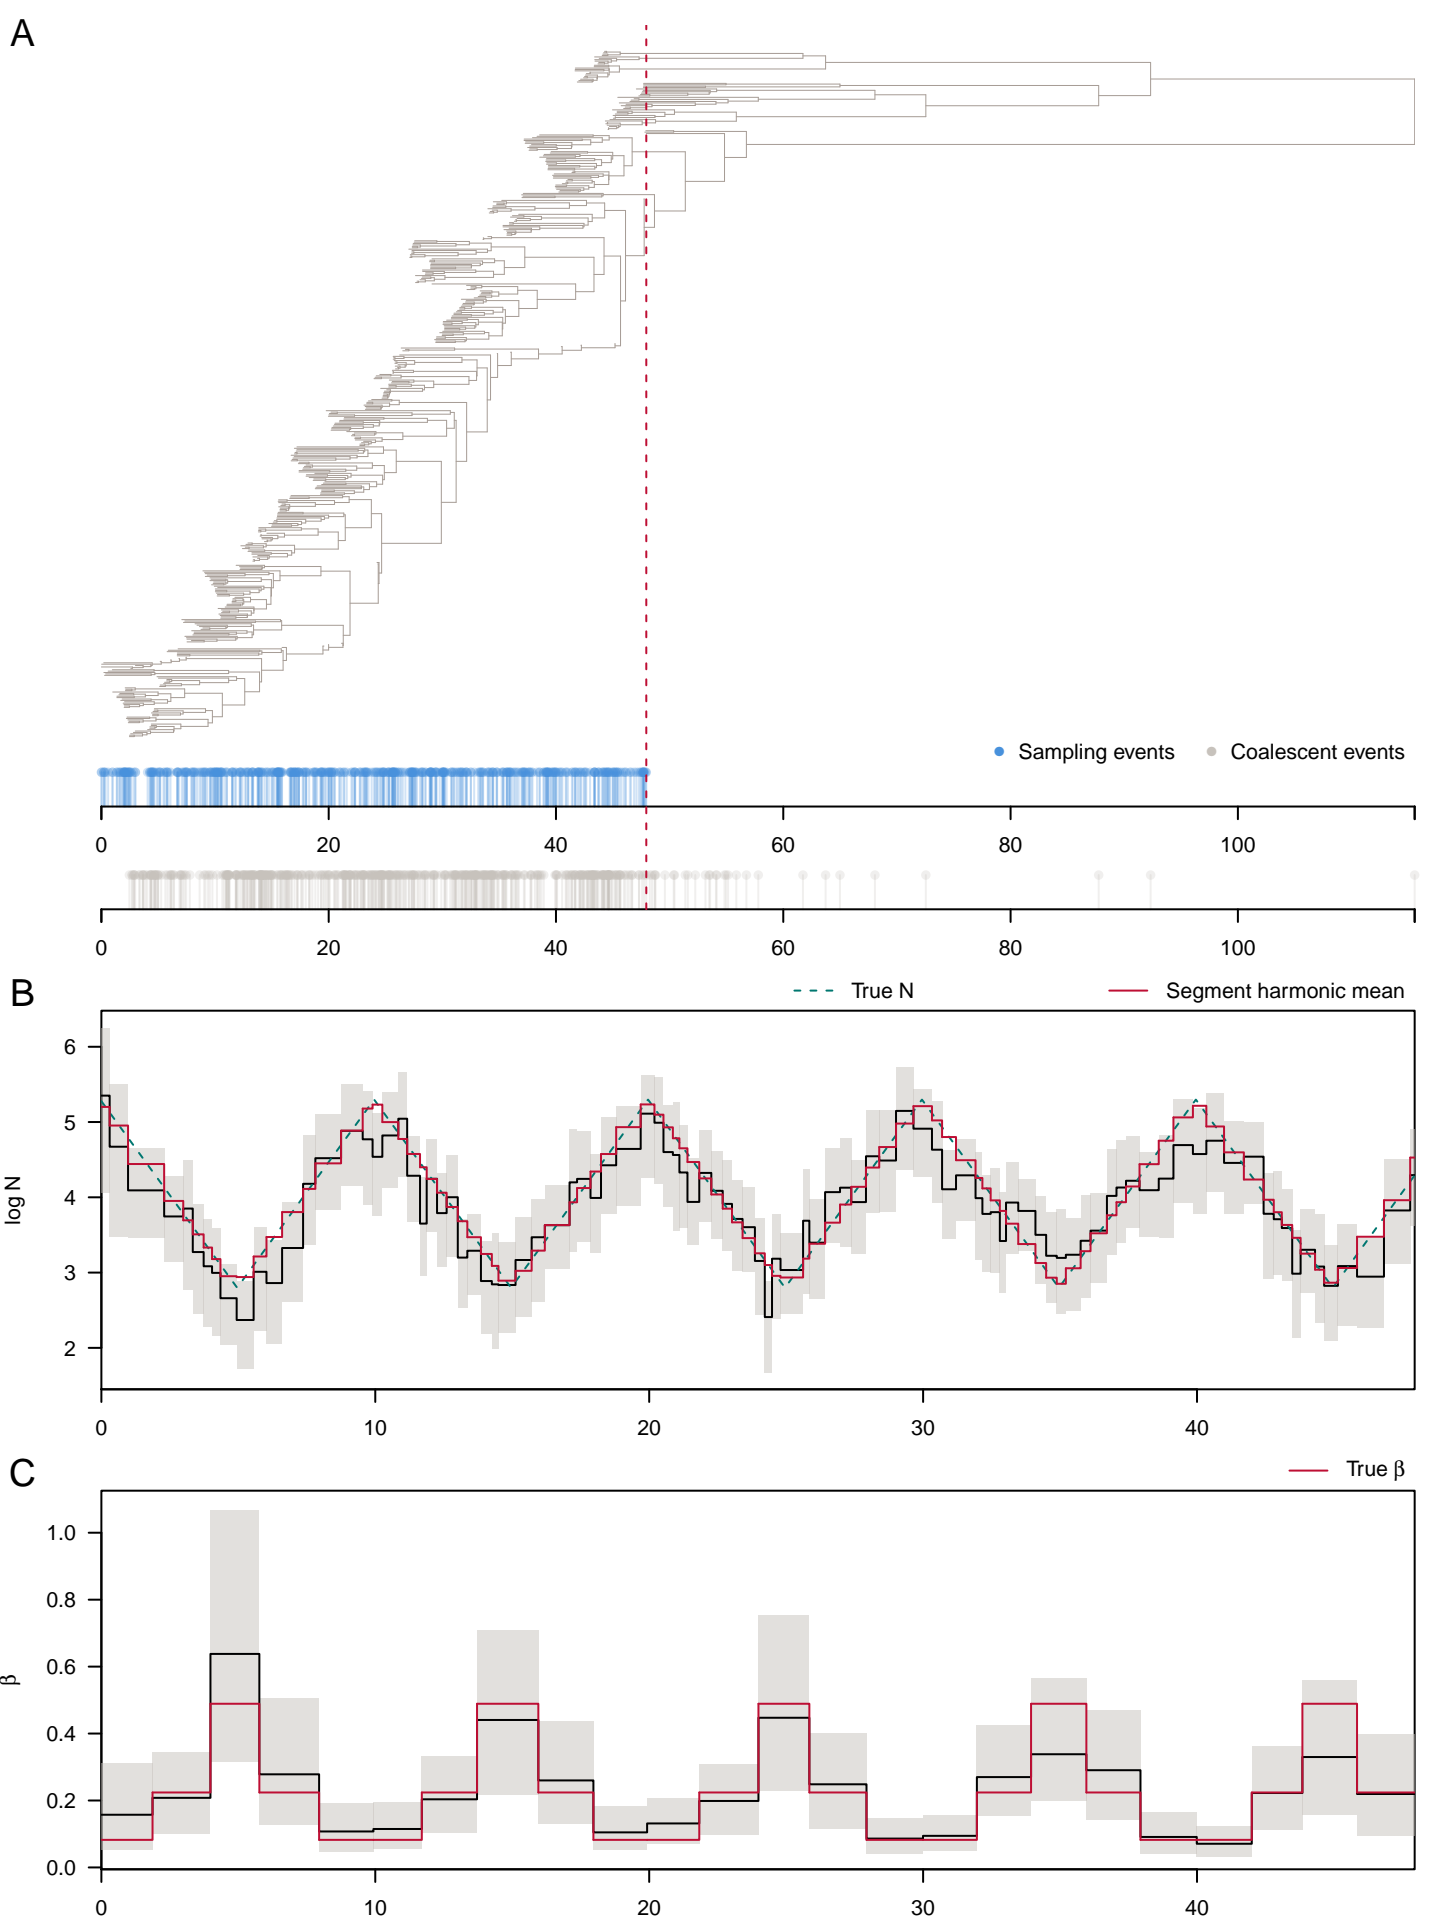 A
Sampling events Coalescent events
0 20 40 60 80 100
0 20 40 60 80 100
B
True N Segment harmonic mean
6
5
4
3
2
log N
0 10 20 30 40
C
True β
1.0
0.8
0.6
0.4
0.2
0.0
β
0 10 20 30 40